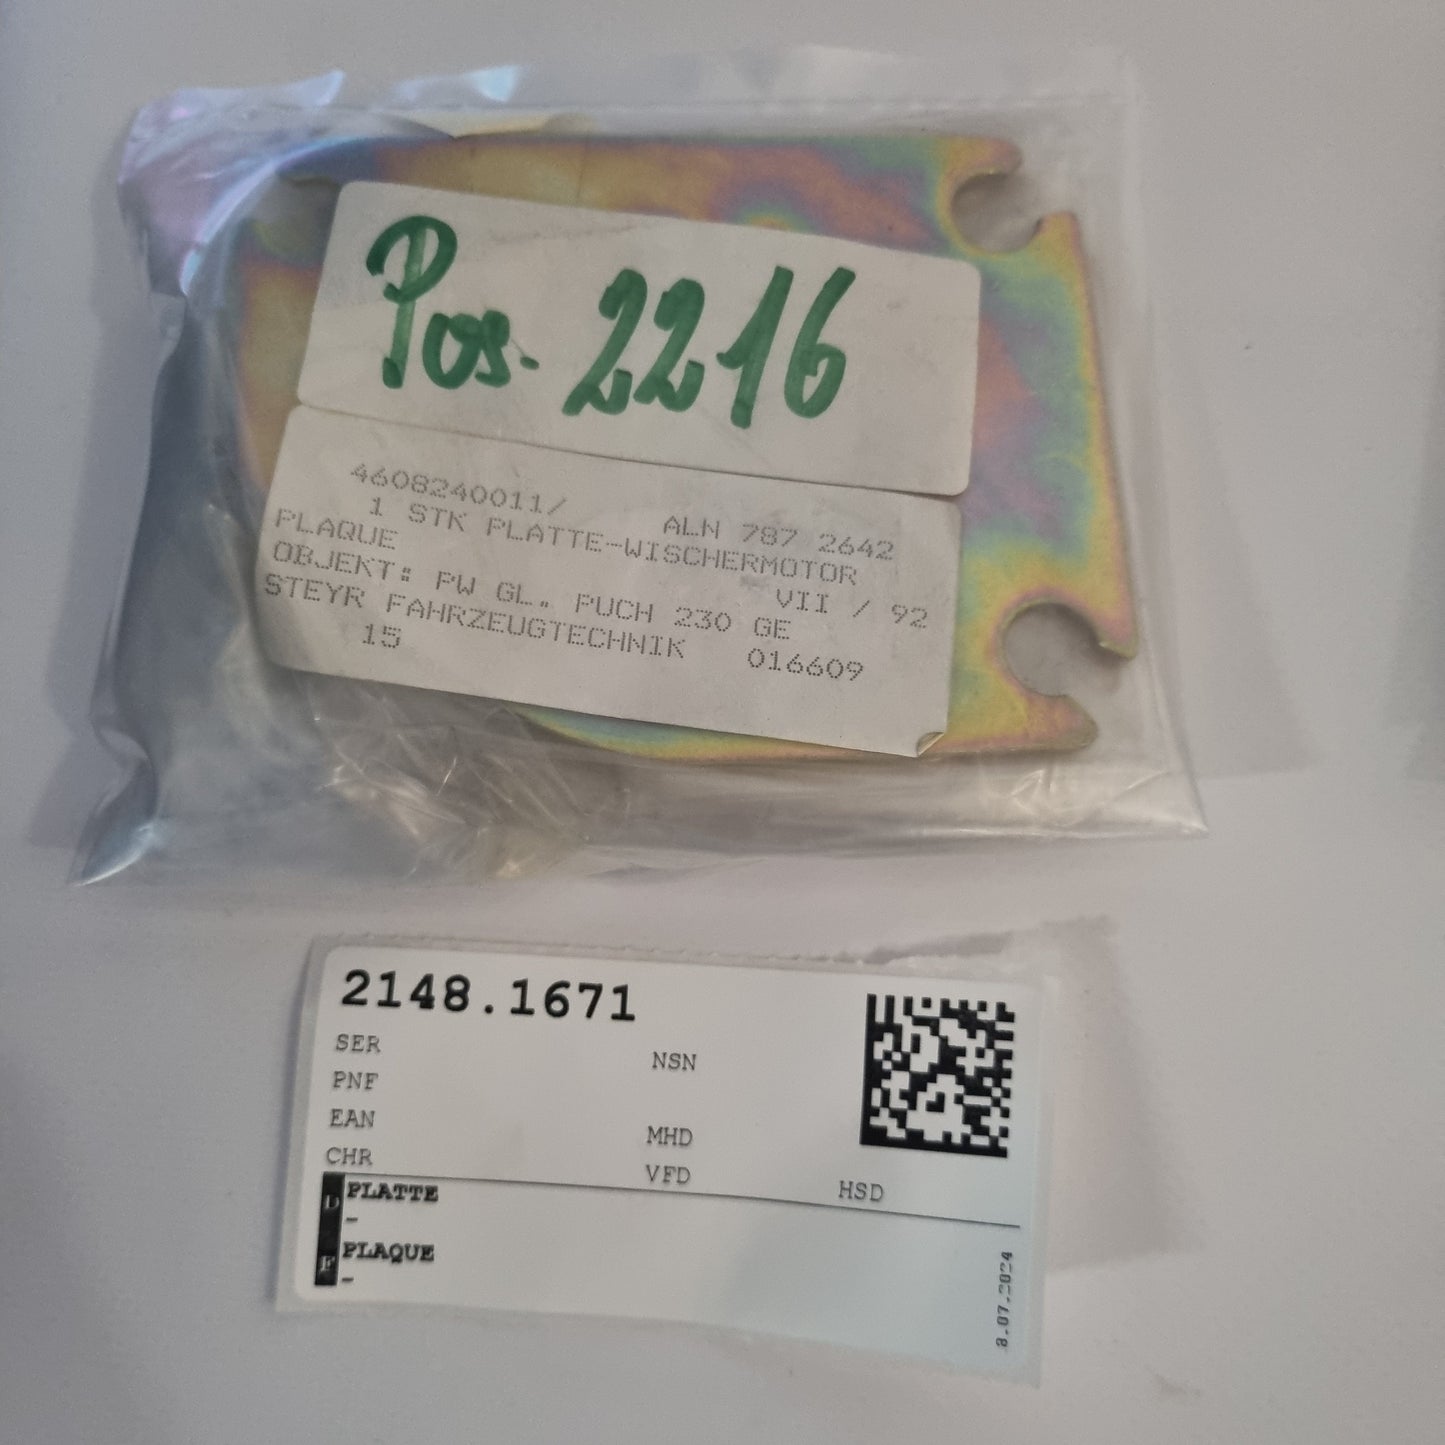 Pos. 2216
4608240011/ ALN 787 2642
1 STK PLATTE-WISCHERMOTOR
PLAQUE VII / 92
OBJEKT: PW GL. PUCH 230 GE
STEYR FAHRZEUGTECHNIK 016609
15
2148.1671
SER NSN
PNF
EAN MHD
CHR VFD HSD
D PLATTE
-
F PLAQUE
-
8.07.2024